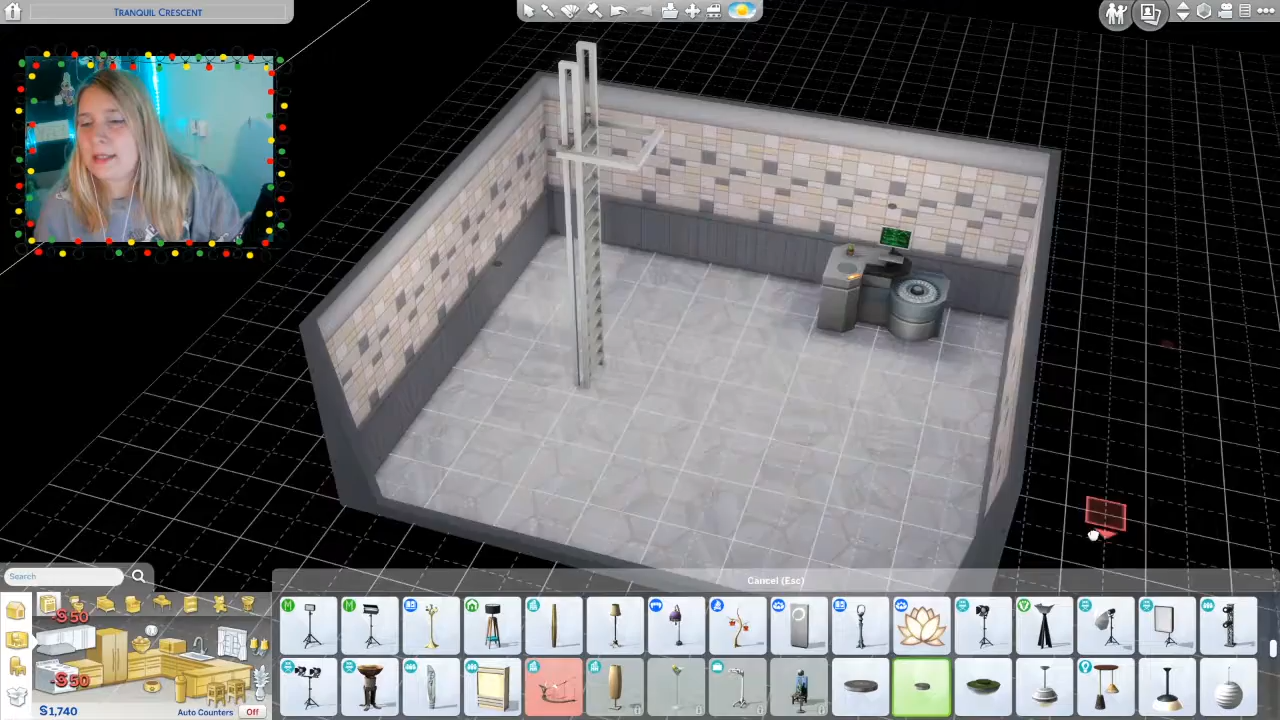 TRANQUIL CRESCENT
Cancel (Esc)
Search
-$50
-$50
$1,740
Auto Counters
Off